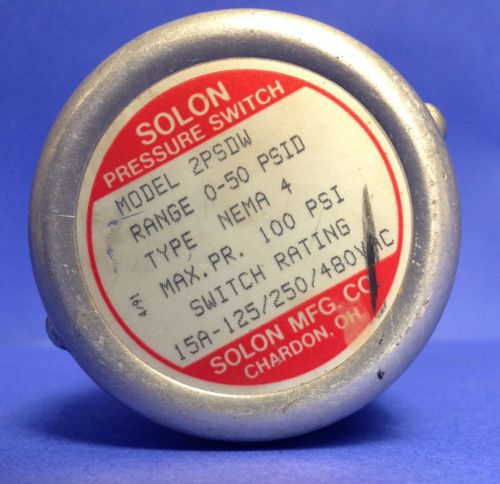 SOLON
PRESSURE SWITCH
MODEL 2PSDW
RANGE 0-50 PSID
TYPE NEMA 4
MAX.PR. 100 PSI
SWITCH RATING
15A-125/250/480VAC
4/91
SOLON MFG. CO.
CHARDON, OH.